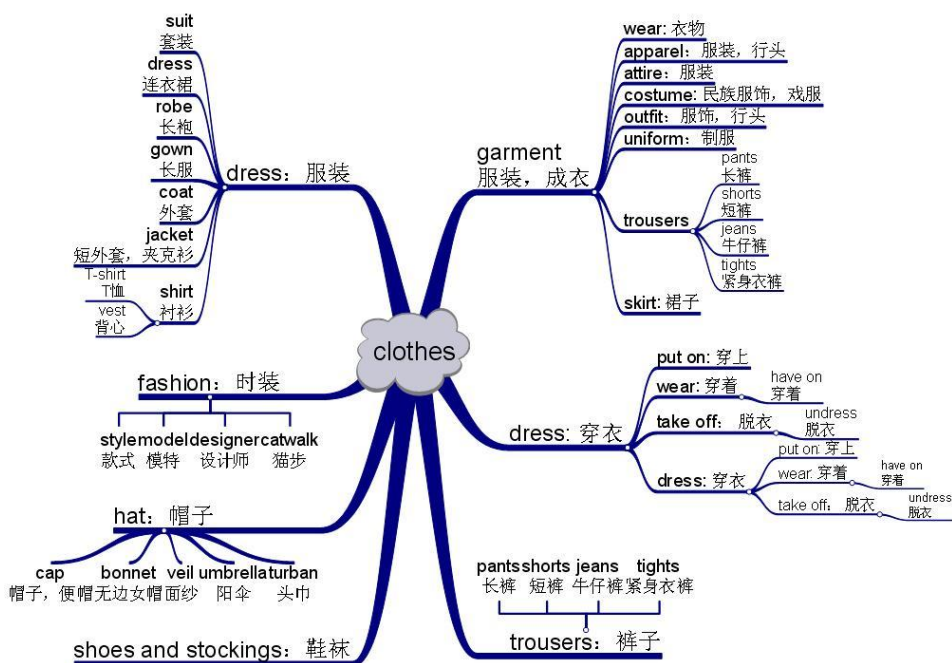 suit
套装
dress
连衣裙
robe
长袍
gown
长服
coat
外套
jacket
短外套，夹克衫
T-shirt
T恤
vest
背心
shirt
衬衫
dress：服装
wear: 衣物
apparel：服装，行头
attire：服装
costume: 民族服饰，戏服
outfit：服饰，行头
uniform：制服
garment
服装，成衣
trousers
pants
长裤
shorts
短裤
jeans
牛仔裤
tights
紧身衣裤
skirt: 裙子
clothes
fashion：时装
style model designer catwalk
款式 模特 设计师 猫步
put on: 穿上
wear: 穿着
have on
穿着
take off： 脱衣
undress
脱衣
dress: 穿衣
dress: 穿衣
put on: 穿上
wear: 穿着
have on
穿着
take off： 脱衣
undress
脱衣
hat：帽子
cap bonnet veil umbrella turban
帽子，便帽 无边女帽 面纱 阳伞 头巾
pants shorts jeans tights
长裤 短裤 牛仔裤 紧身衣裤
trousers：裤子
shoes and stockings：鞋袜